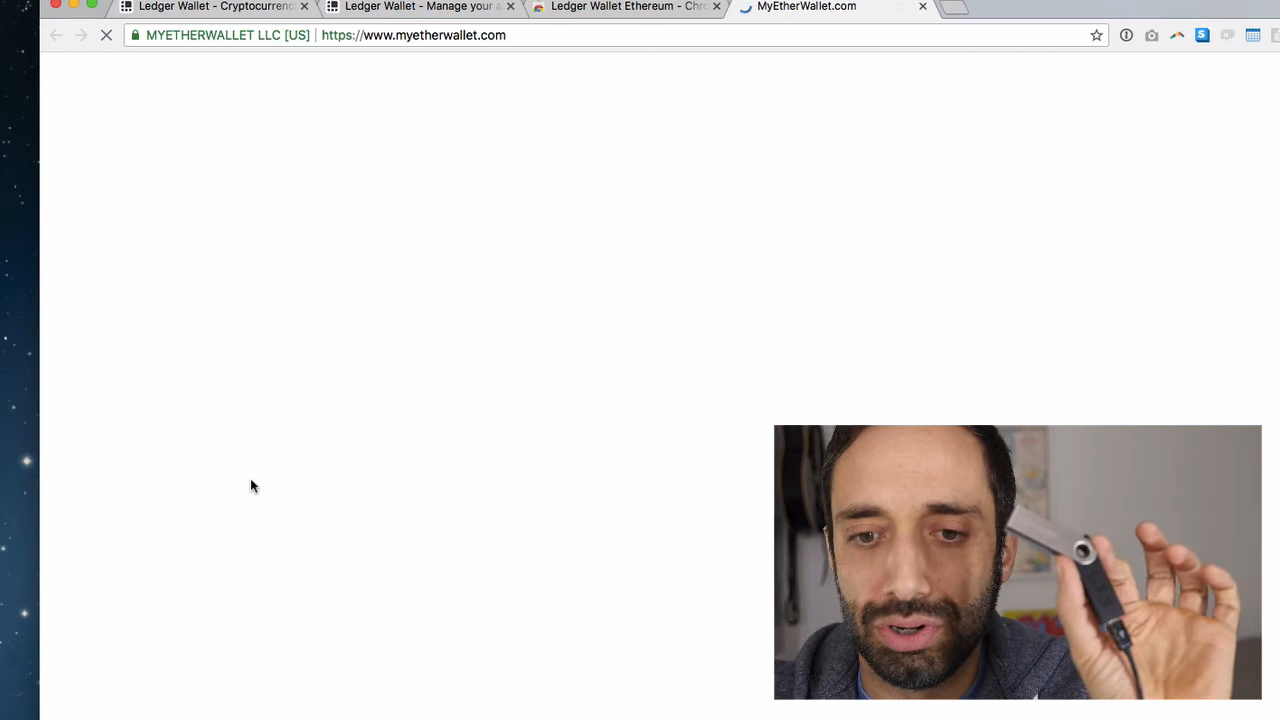 Ledger Wallet - Cryptocurrenc
Ledger Wallet - Manage your a
Ledger Wallet Ethereum - Chro
MyEtherWallet.com
MYETHERWALLET LLC [US]
https://www.myetherwallet.com
S